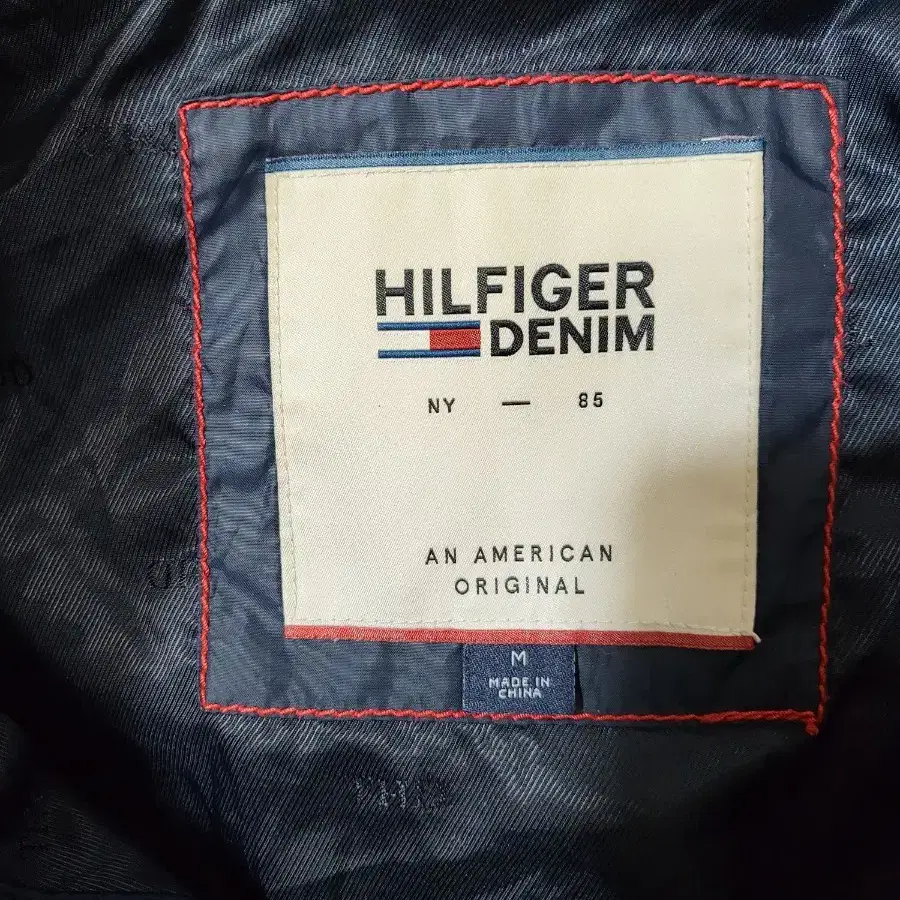 HILFIGER
DENIM
NY — 85
AN AMERICAN
ORIGINAL
M
MADE IN
CHINA